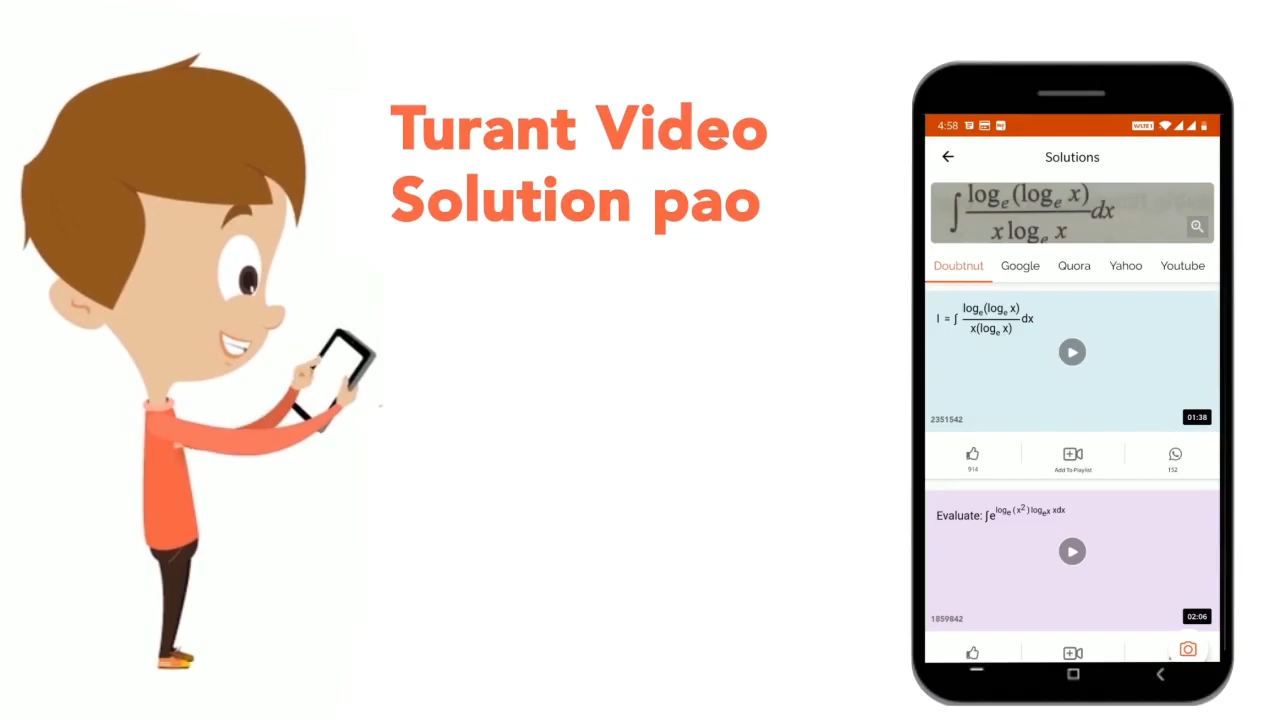 Turant Video
Solution pao
4:58
Solutions
∫ logₑ(logₑ x) / x logₑ x dx
Doubtnut Google Quora Yahoo Youtube
I = ∫ logₑ(logₑ x) / x(logₑ x) dx
2351542 01:38
914 Add To Playlist 152
Evaluate: ∫e^logₑ(x²)logₑx xdx
1859842 02:06